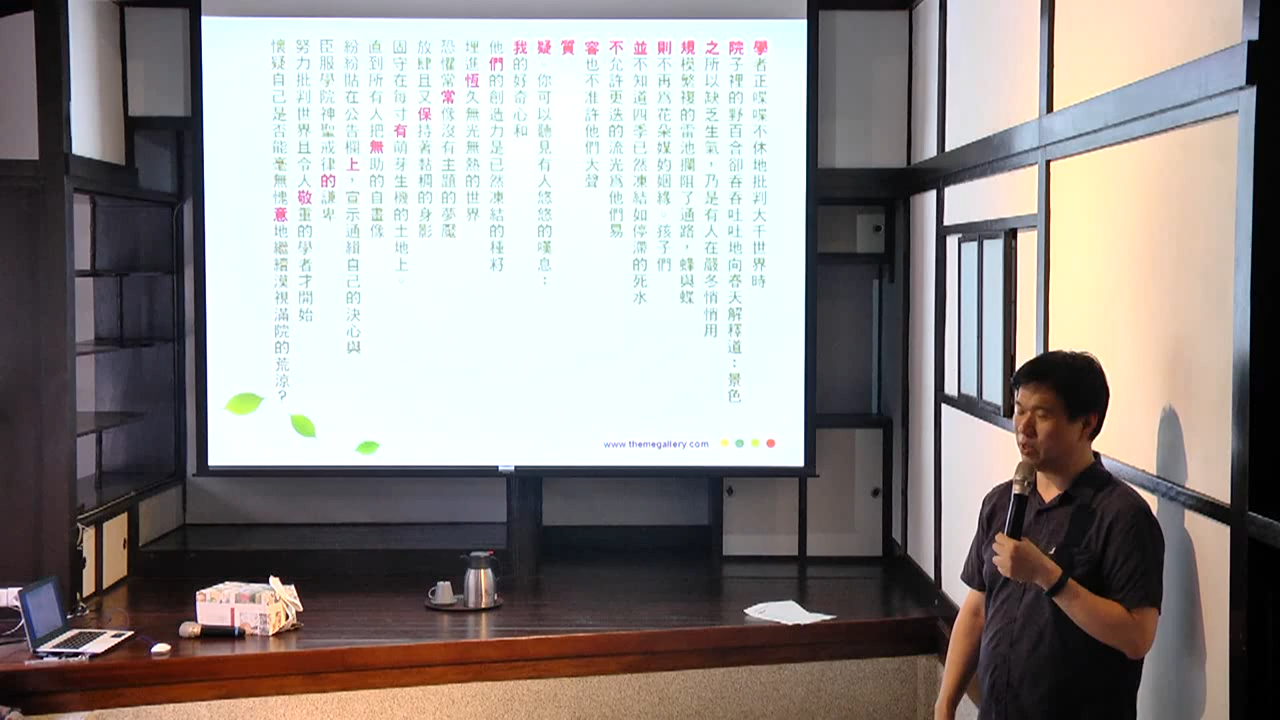 學者正喋喋不休地批判大千世界時
院子裡的野百合卻吞吞吐吐地向春天解釋道：景色
之所以缺乏生氣，乃是有人在嚴冬悄悄用
規模繁複的雷池攔阻了通路，蜂與蝶
則不再為花朵媒妁姻緣。孩子們
並不知道四季已然凍結如停滯的死水
不允許更迭的流光為他們易
容也不准許他們大聲
質
疑。你可以聽見有人悠悠的嘆息：
我的好奇心和
他們的創造力是已然凍結的種籽
埋進恆久無光無熱的世界
恐懼常常像沒有主題的夢魘
放肆且又保持著黏稠的身影
固守在每寸有萌芽生機的土地上。
直到所有人把無助的自畫像
紛紛貼在公告欄上，宣示通緝自己的決心與
臣服學院神聖戒律的謙卑
努力批判世界且令人敬重的學者才開始
懷疑自己是否能毫無愧意地繼續漠視滿院的荒涼？
www.themegallery.com